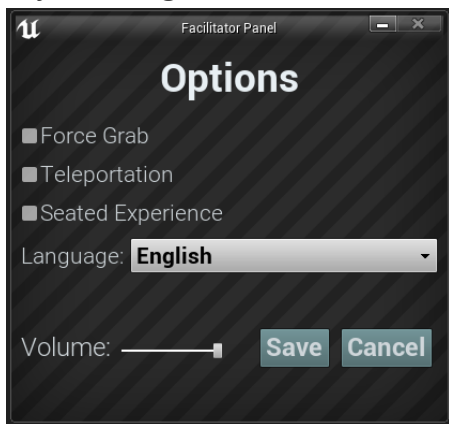 Facilitator Panel
Options
Force Grab
Teleportation
Seated Experience
Language: English
Volume: Save Cancel